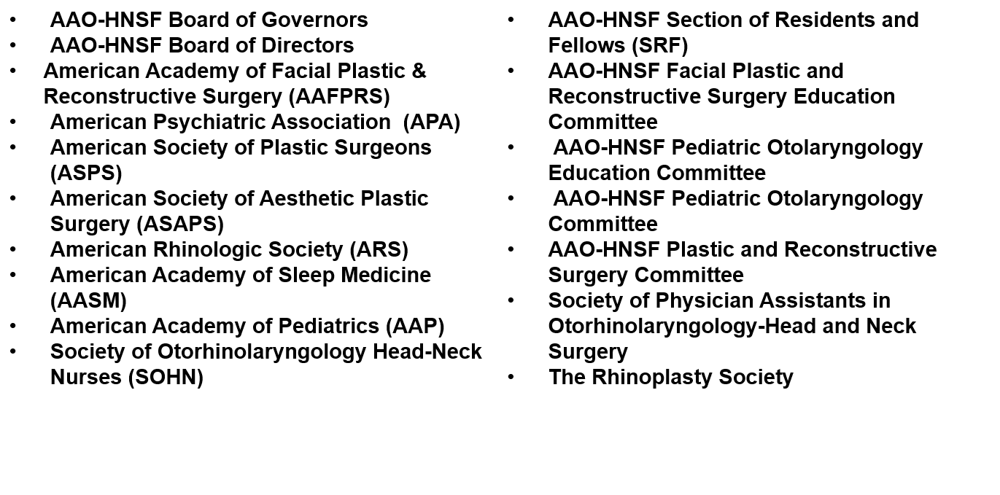 • AAO-HNSF Board of Governors
• AAO-HNSF Board of Directors
• American Academy of Facial Plastic &
Reconstructive Surgery (AAFPRS)
• American Psychiatric Association  (APA)
• American Society of Plastic Surgeons
(ASPS)
• American Society of Aesthetic Plastic
Surgery (ASAPS)
• American Rhinologic Society (ARS)
• American Academy of Sleep Medicine
(AASM)
• American Academy of Pediatrics (AAP)
• Society of Otorhinolaryngology Head-Neck
Nurses (SOHN)
• AAO-HNSF Section of Residents and
Fellows (SRF)
• AAO-HNSF Facial Plastic and
Reconstructive Surgery Education
Committee
• AAO-HNSF Pediatric Otolaryngology
Education Committee
• AAO-HNSF Pediatric Otolaryngology
Committee
• AAO-HNSF Plastic and Reconstructive
Surgery Committee
• Society of Physician Assistants in
Otorhinolaryngology-Head and Neck
Surgery
• The Rhinoplasty Society